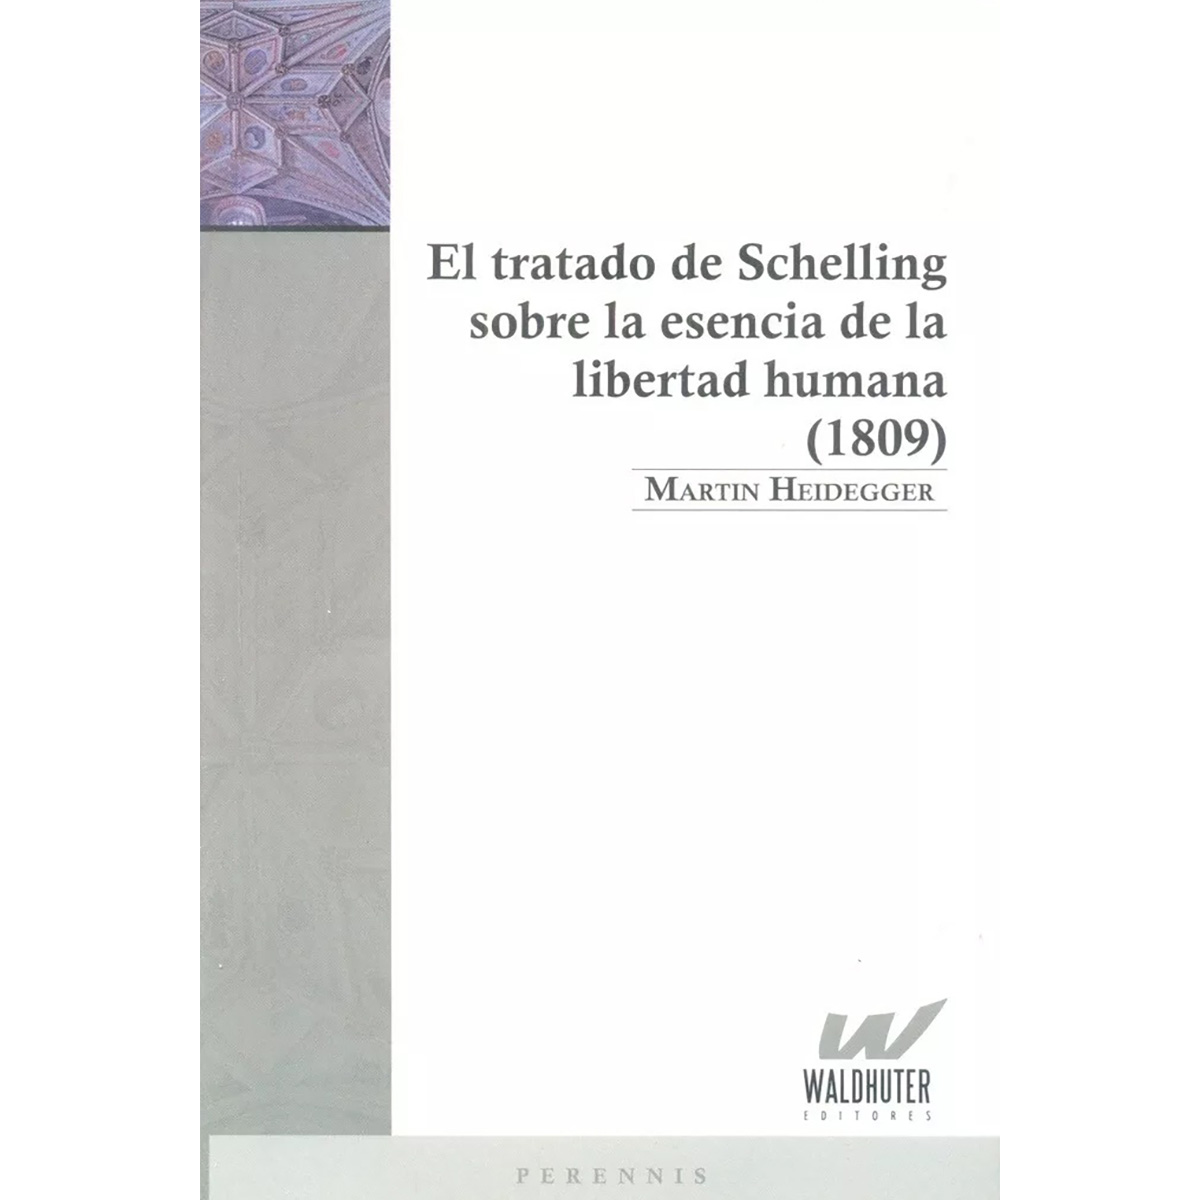 El tratado de Schelling
sobre la esencia de la
libertad humana
(1809)
MARTIN HEIDEGGER
WALDHUTER
EDITORES
PERENNIS